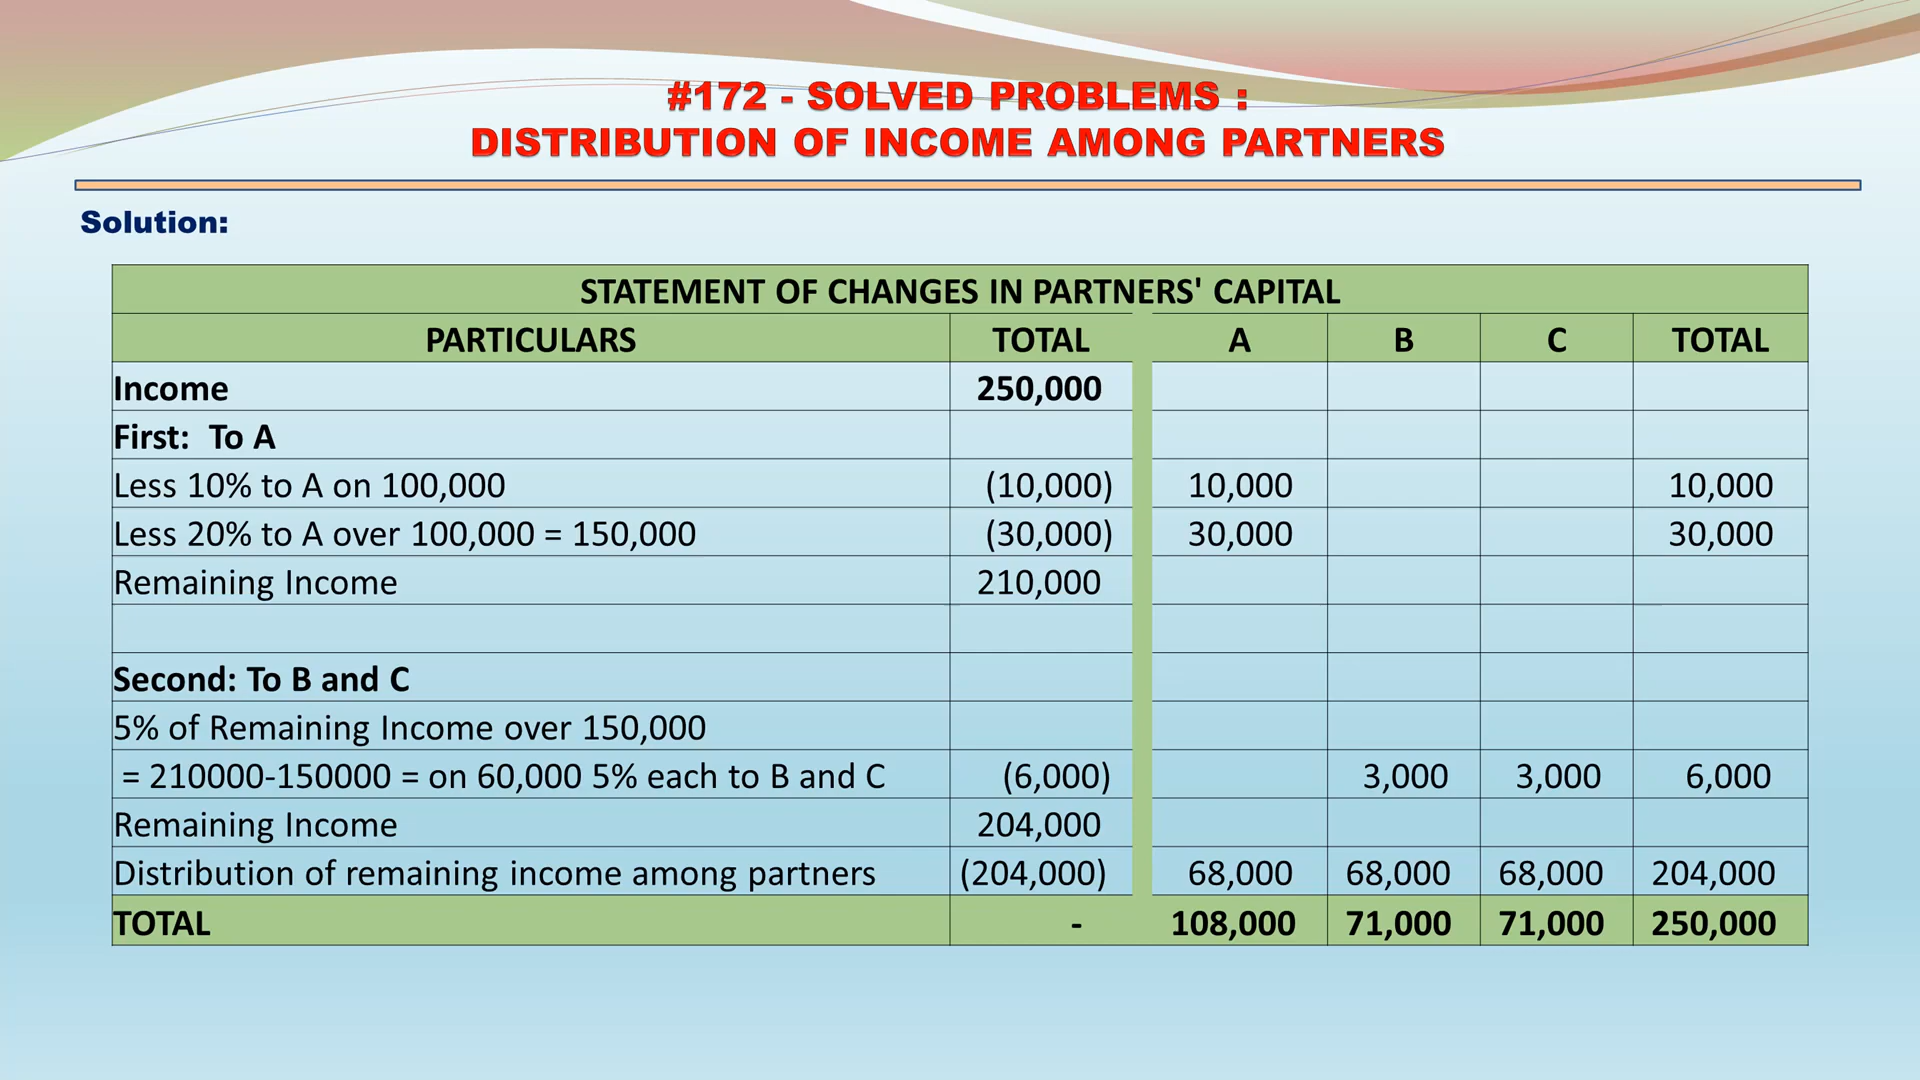 #172 - SOLVED PROBLEMS :
DISTRIBUTION OF INCOME AMONG PARTNERS
Solution:
STATEMENT OF CHANGES IN PARTNERS' CAPITAL
PARTICULARS TOTAL A B C TOTAL
Income 250,000
First: To A
Less 10% to A on 100,000 (10,000) 10,000 10,000
Less 20% to A over 100,000 = 150,000 (30,000) 30,000 30,000
Remaining Income 210,000
Second: To B and C
5% of Remaining Income over 150,000
= 210000-150000 = on 60,000 5% each to B and C (6,000) 3,000 3,000 6,000
Remaining Income 204,000
Distribution of remaining income among partners (204,000) 68,000 68,000 68,000 204,000
TOTAL - 108,000 71,000 71,000 250,000